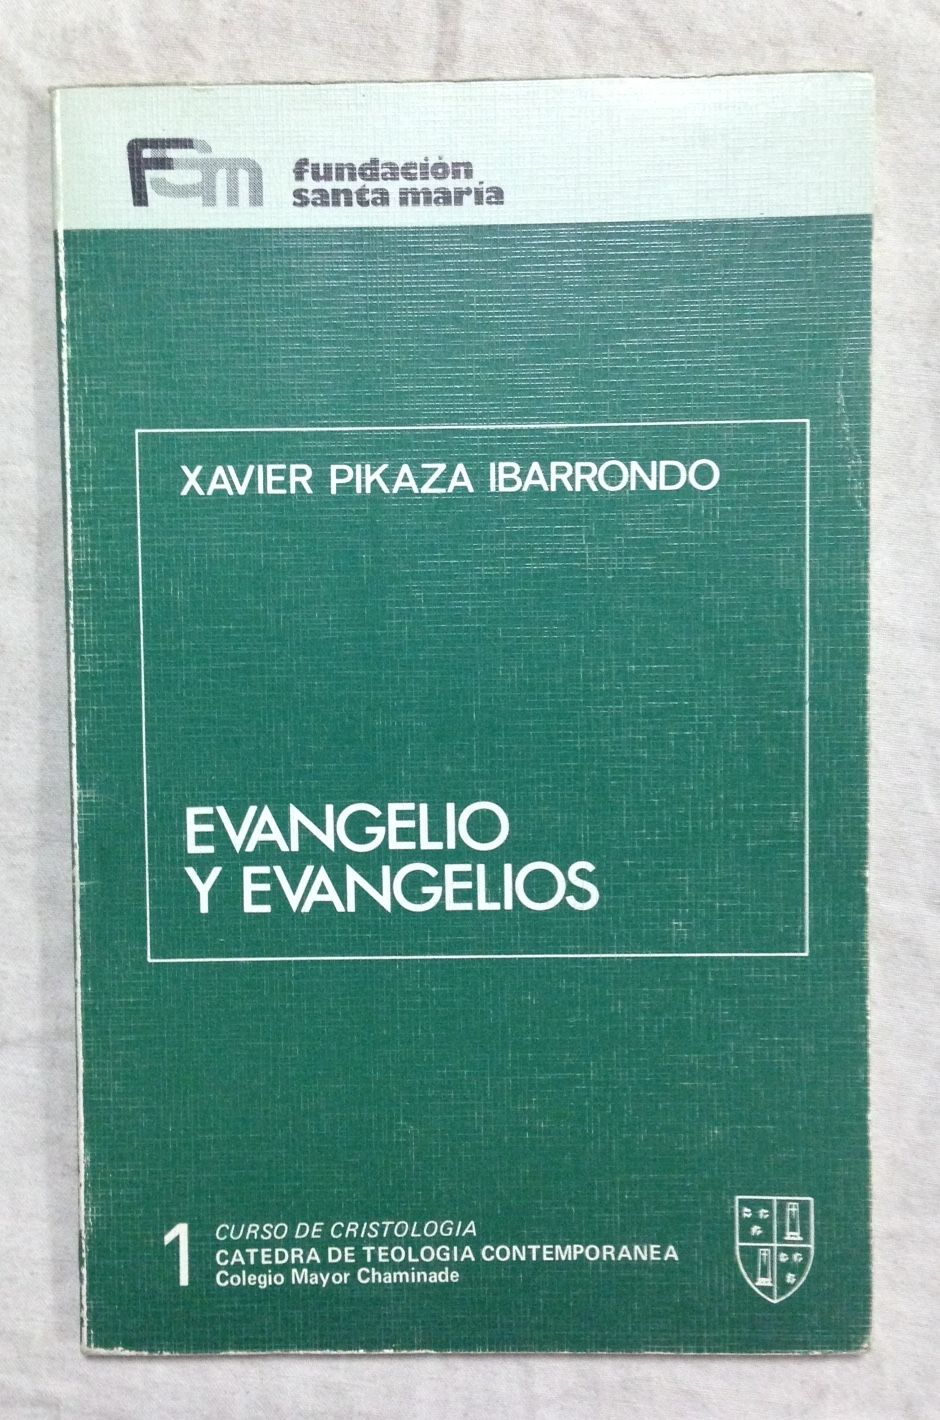 FSm
fundación
santa maría
XAVIER PIKAZA IBARRONDO
EVANGELIO
Y EVANGELIOS
1
CURSO DE CRISTOLOGIA
CATEDRA DE TEOLOGIA CONTEMPORANEA
Colegio Mayor Chaminade